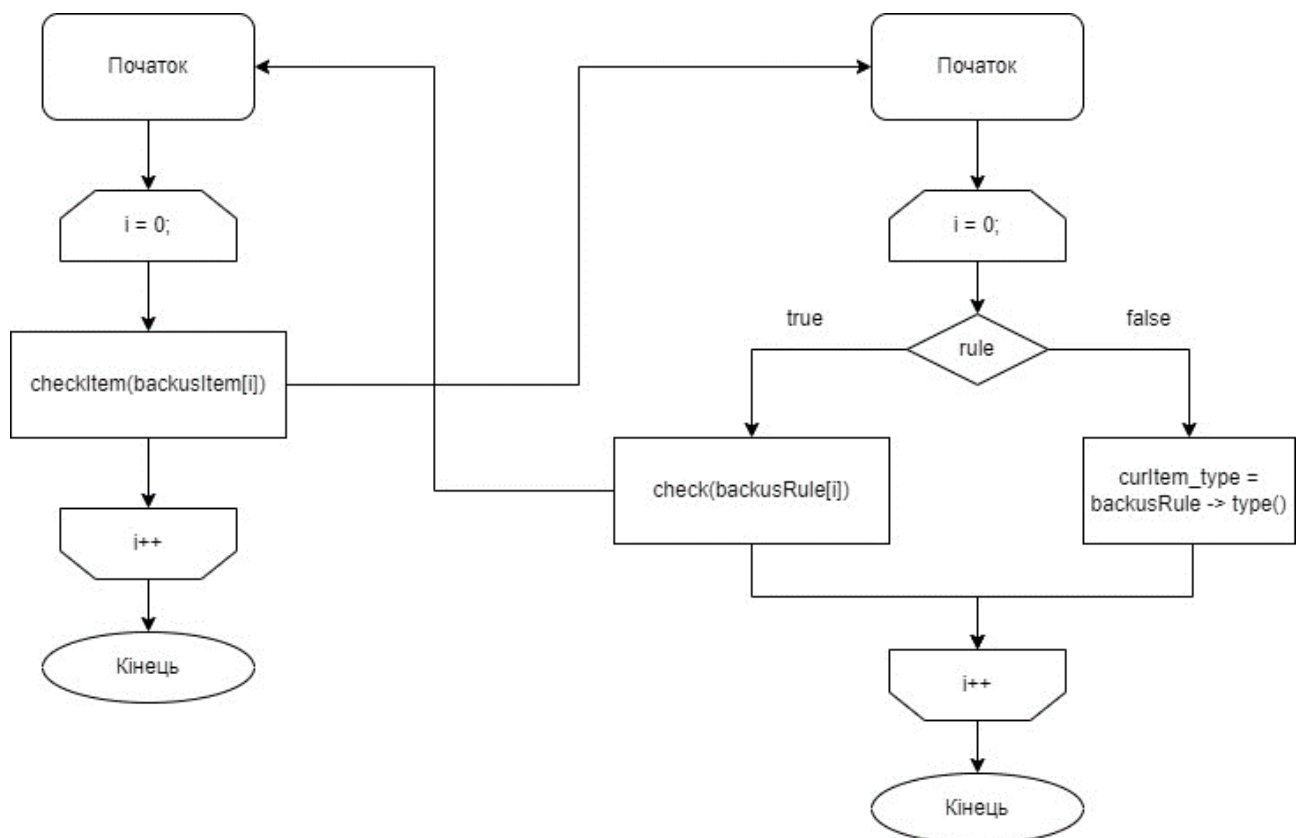 Початок
i = 0;
checkItem(backusItem[i])
i++
Кінець
Початок
i = 0;
true
false
rule
check(backusRule[i])
curItem_type =
backusRule -> type()
i++
Кінець